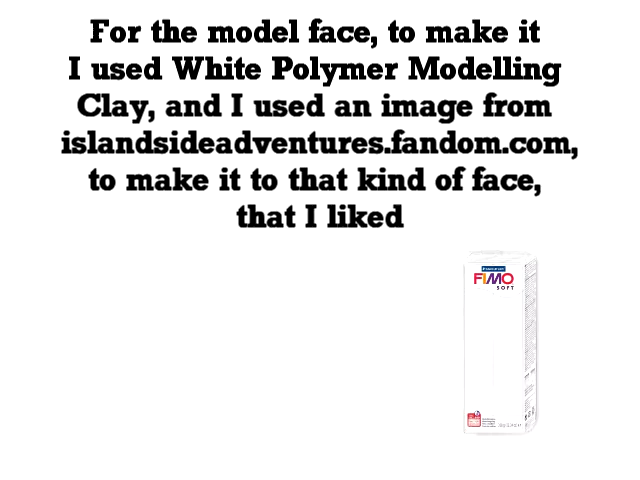 For the model face, to make it
I used White Polymer Modelling
Clay, and I used an image from
islandsideadventures.fandom.com,
to make it to that kind of face,
that I liked
FIMO
SOFT